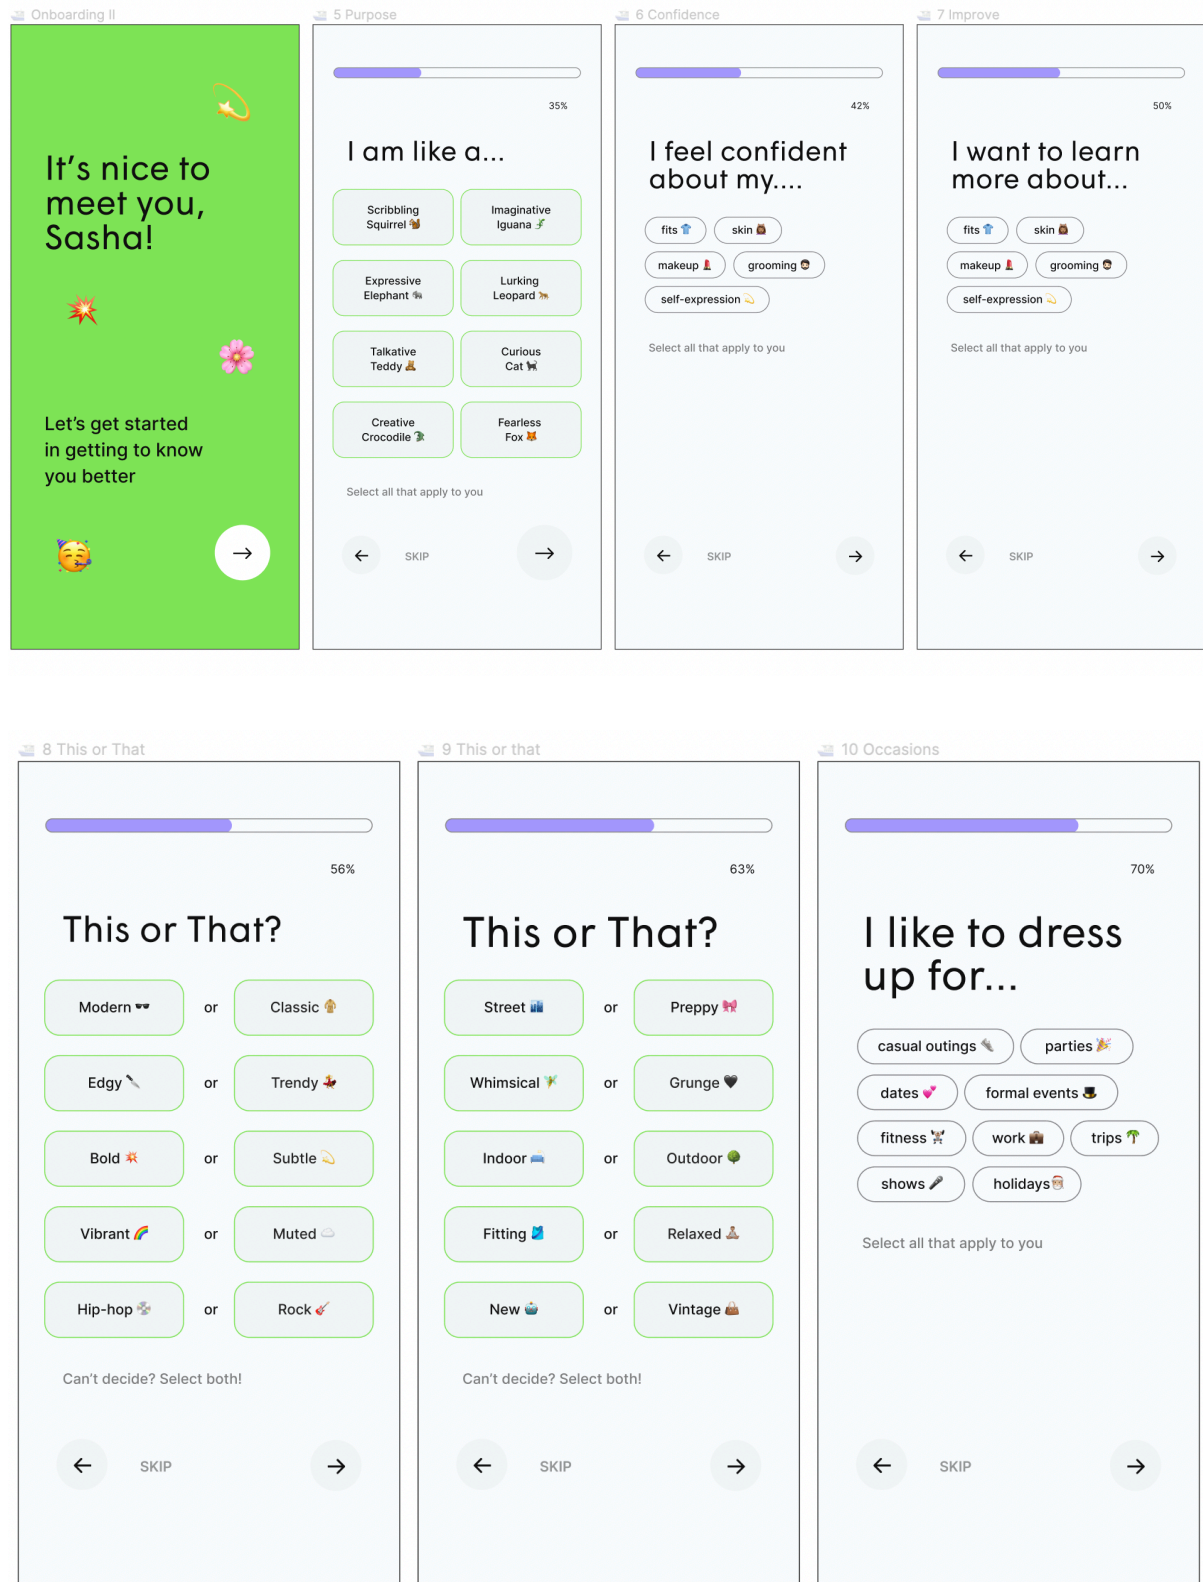 Onboarding II
5 Purpose
6 Confidence
7 Improve
It's nice to
meet you,
Sasha!
Let's get started
in getting to know
you better
35%
I am like a...
Scribbling
Squirrel 🐿️
Imaginative
Iguana 🦎
Expressive
Elephant 🐘
Lurking
Leopard 🐆
Talkative
Teddy 🧸
Curious
Cat 🐈‍⬛
Creative
Crocodile 🐊
Fearless
Fox 🦊
Select all that apply to you
SKIP
42%
I feel confident
about my....
fits 👕
skin 🧖🏾
makeup 💄
grooming 🧔🏻
self-expression 💫
Select all that apply to you
SKIP
50%
I want to learn
more about...
fits 👕
skin 🧖🏾
makeup 💄
grooming 🧔🏻
self-expression 💫
Select all that apply to you
SKIP
8 This or That
9 This or that
10 Occasions
56%
This or That?
Modern 🕶️ or Classic 🧥
Edgy 🔪 or Trendy 💃
Bold 💥 or Subtle 💫
Vibrant 🌈 or Muted ☁️
Hip-hop 💿 or Rock 🎸
Can't decide? Select both!
SKIP
63%
This or That?
Street 🏙️ or Preppy 🎀
Whimsical 🧚 or Grunge 🖤
Indoor 🛋️ or Outdoor 🌳
Fitting 🩱 or Relaxed 🧘
New 🤖 or Vintage 👜
Can't decide? Select both!
SKIP
70%
I like to dress
up for...
casual outings 👟 parties 🎉
dates 💕 formal events 🎩
fitness 🏋️ work 💼 trips 🌴
shows 🎤 holidays🎅
Select all that apply to you
SKIP